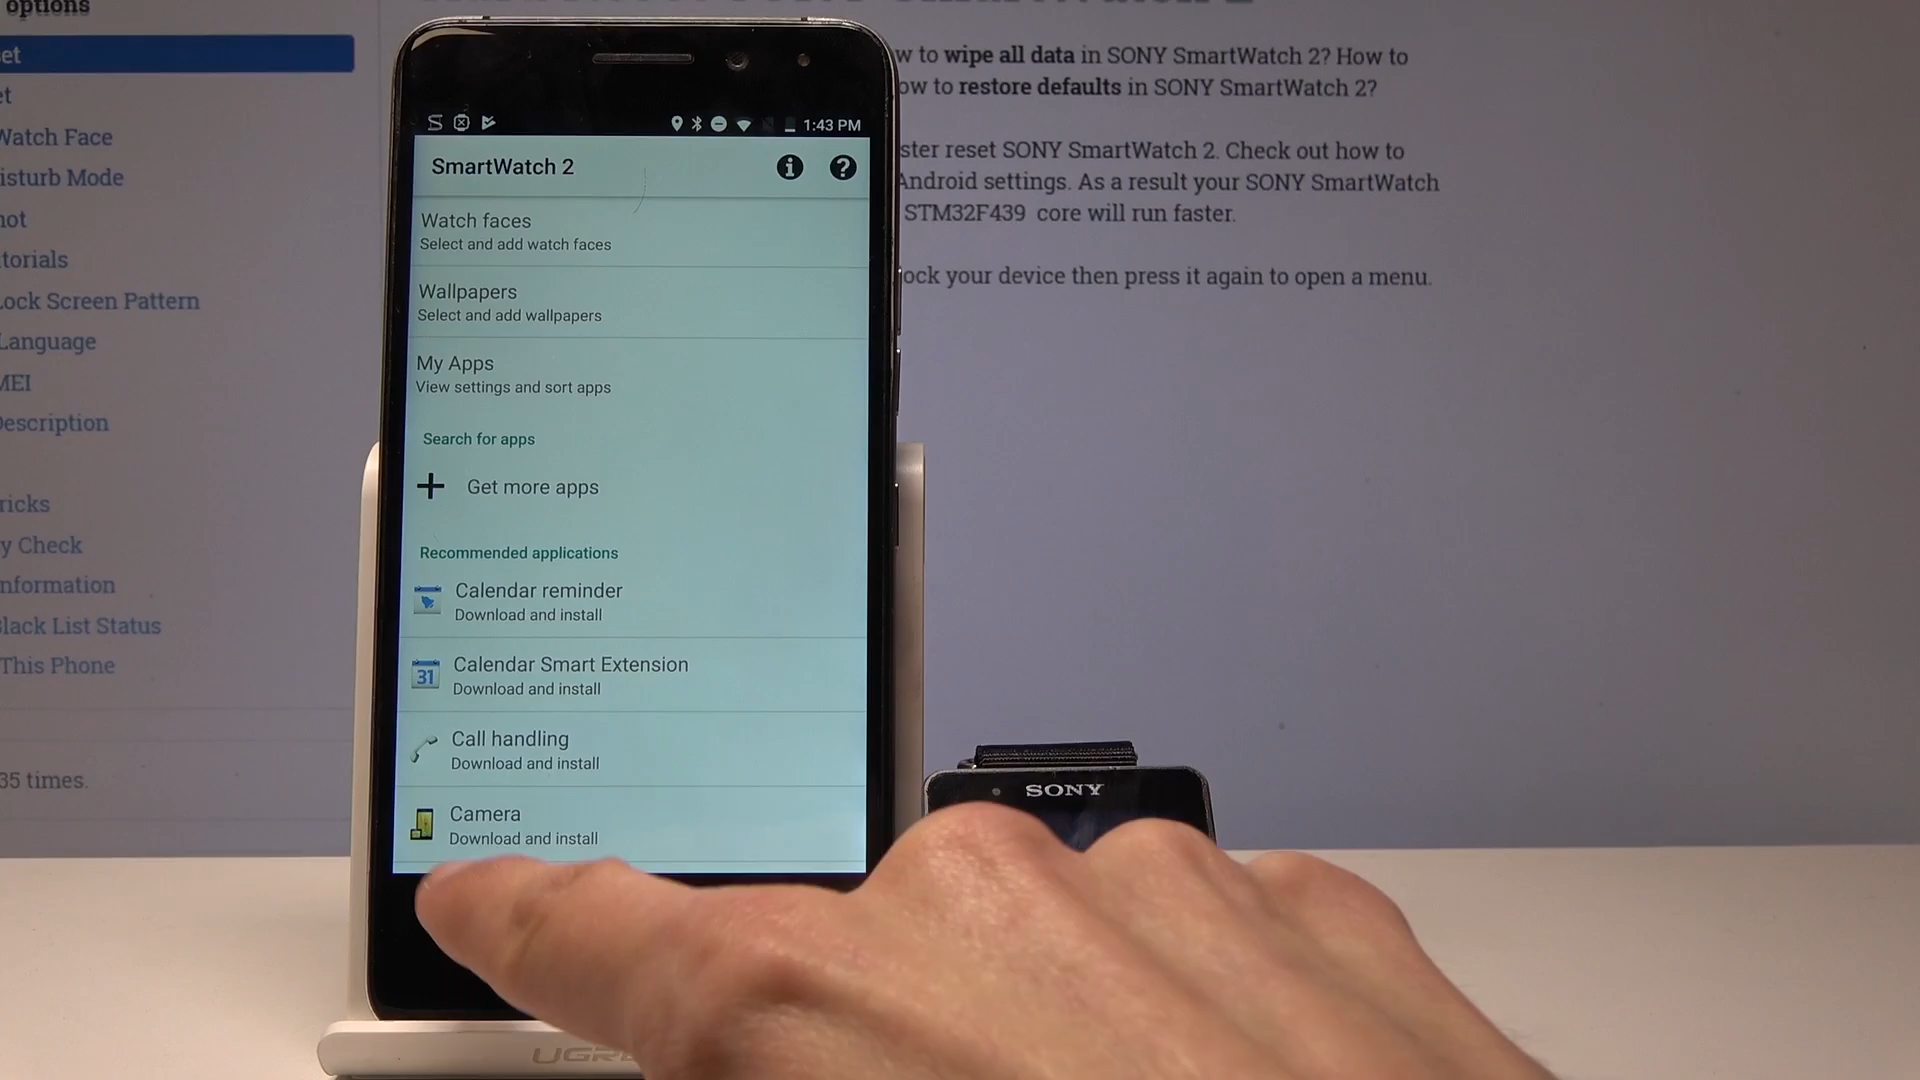 options
et
et
Watch Face
isturb Mode
hot
torials
Lock Screen Pattern
Language
MEI
Description
ricks
y Check
nformation
Black List Status
This Phone
35 times.
w to wipe all data in SONY SmartWatch 2? How to
ow to restore defaults in SONY SmartWatch 2?
ster reset SONY SmartWatch 2. Check out how to
Android settings. As a result your SONY SmartWatch
STM32F439 core will run faster.
ock your device then press it again to open a menu.
1:43 PM
SmartWatch 2
Watch faces
Select and add watch faces
Wallpapers
Select and add wallpapers
My Apps
View settings and sort apps
Search for apps
Get more apps
Recommended applications
Calendar reminder
Download and install
31
Calendar Smart Extension
Download and install
Call handling
Download and install
Camera
Download and install
SONY
UGRE